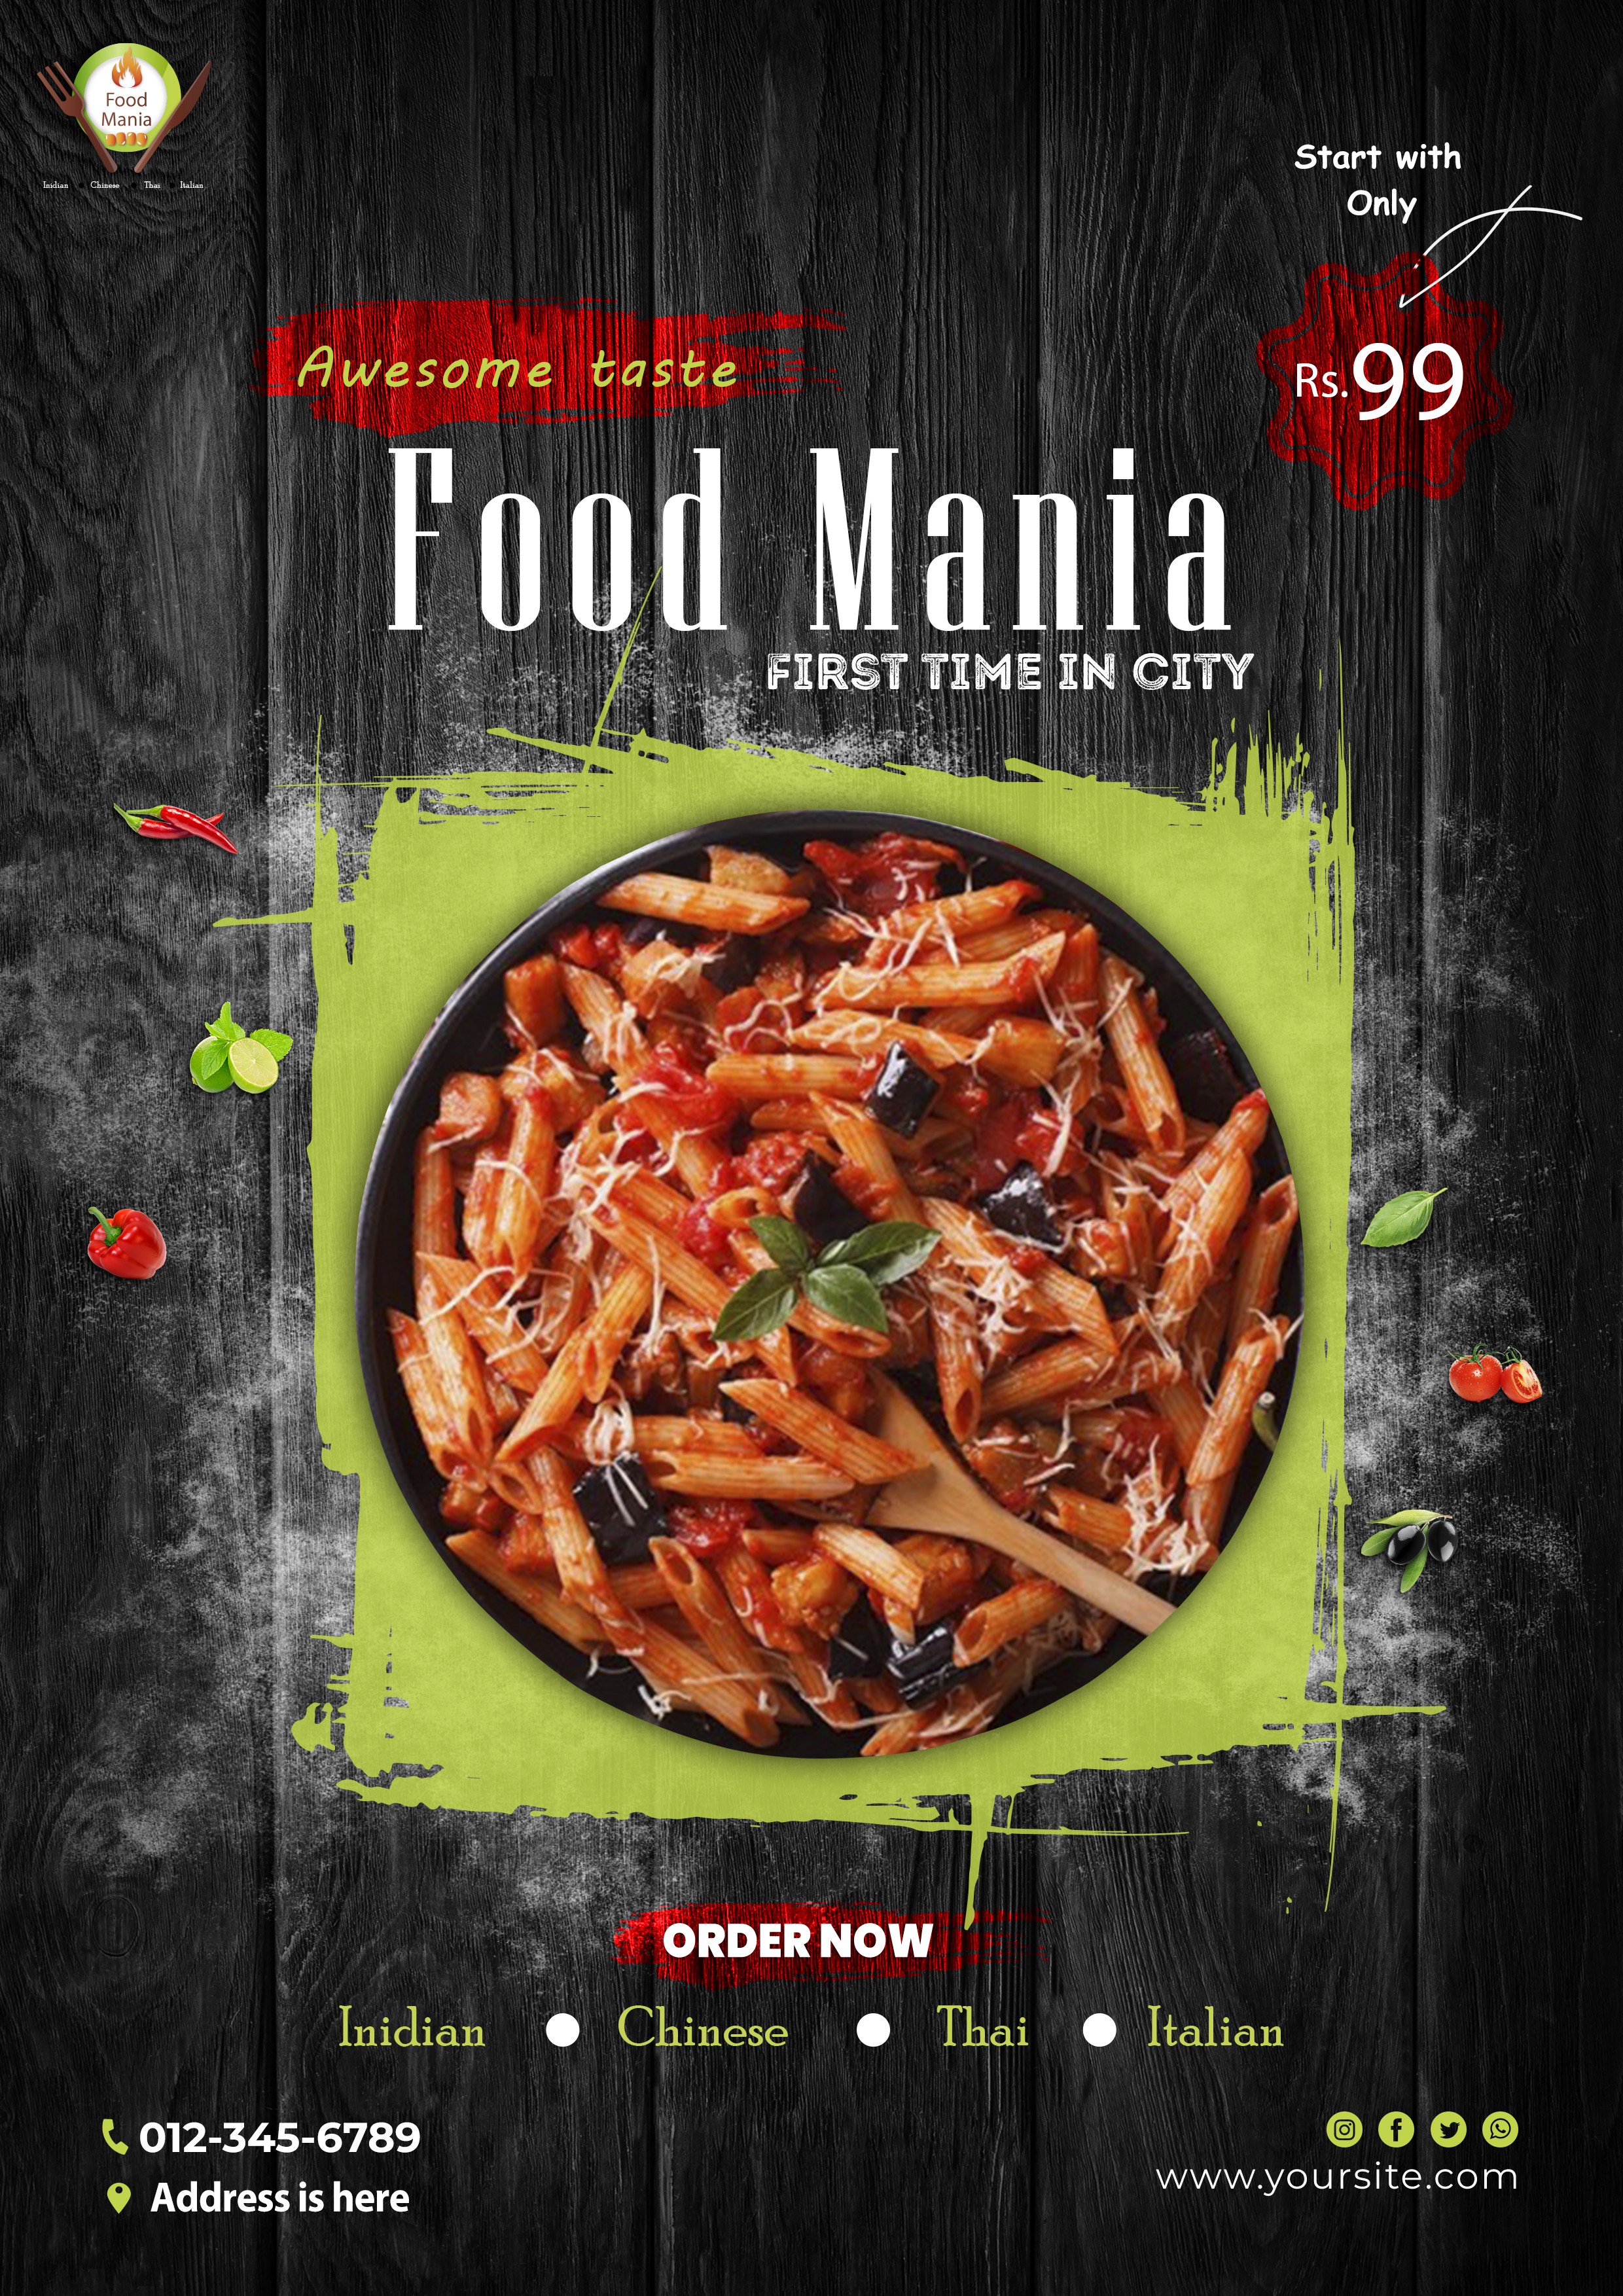 Food
Mania
Inidian Chinese Thai Italian
Start with
Only
Rs.99
Awesome taste
Food Mania
FIRST TIME IN CITY
ORDER NOW
Inidian ● Chinese ● Thai ● Italian
012-345-6789
Address is here
www.yoursite.com